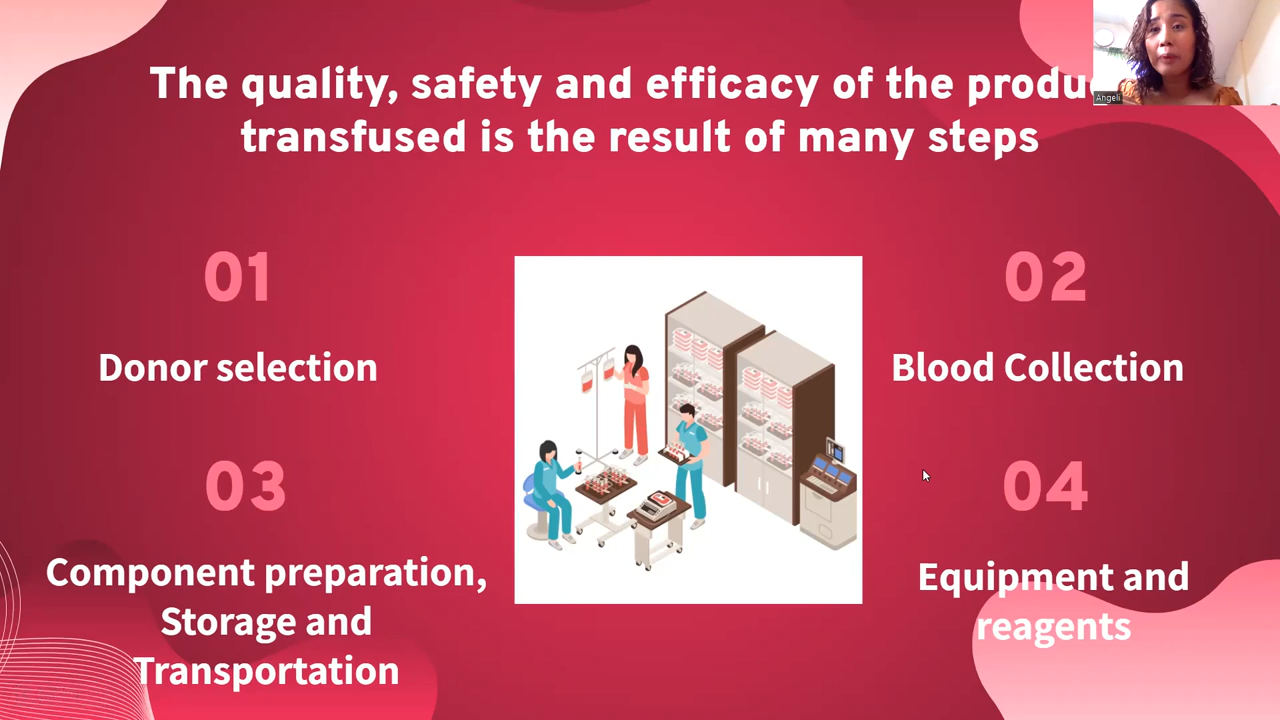 The quality, safety and efficacy of the
transfused is the result of many steps
Angeli
01
02
Donor selection
Blood Collection
03
04
Component preparation,
Storage and
Transportation
Equipment and
reagents